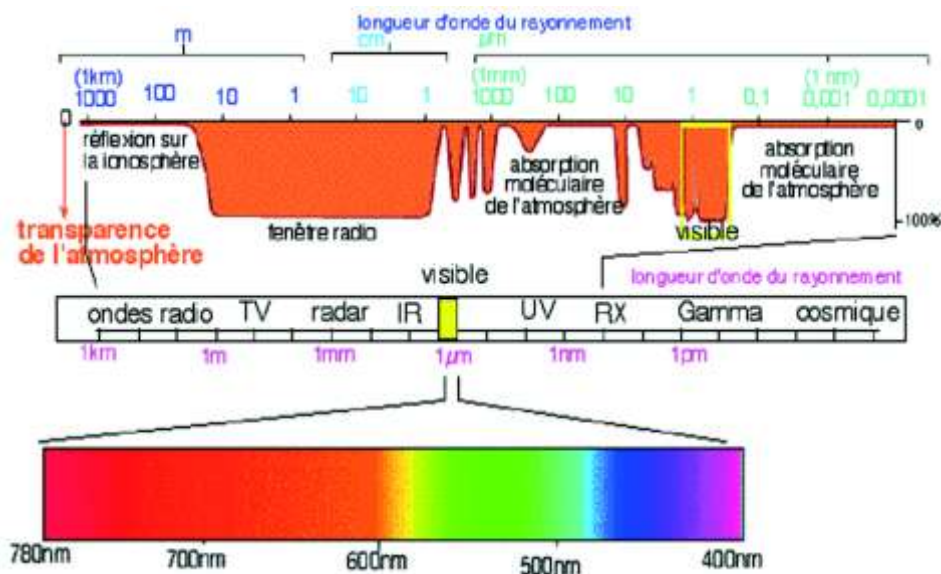 longueur d'onde du rayonnement
m
cm
µm
(1km)
(1mm)
(1 nm)
1000 100 10 1 10 1 1000 100 10 1 0,1 0,001 0,0001
0
0
réflexion sur
la ionosphère
absorption
moléculaire
de l'atmosphère
absorption
moléculaire
de l'atmosphère
transparence
de l'atmosphère
fenêtre radio
visible
100%
visible
longueur d'onde du rayonnement
ondes radio TV radar IR UV RX Gamma cosmique
1km 1m 1mm 1µm 1nm 1pm
780nm 700nm 600nm 500nm 400nm